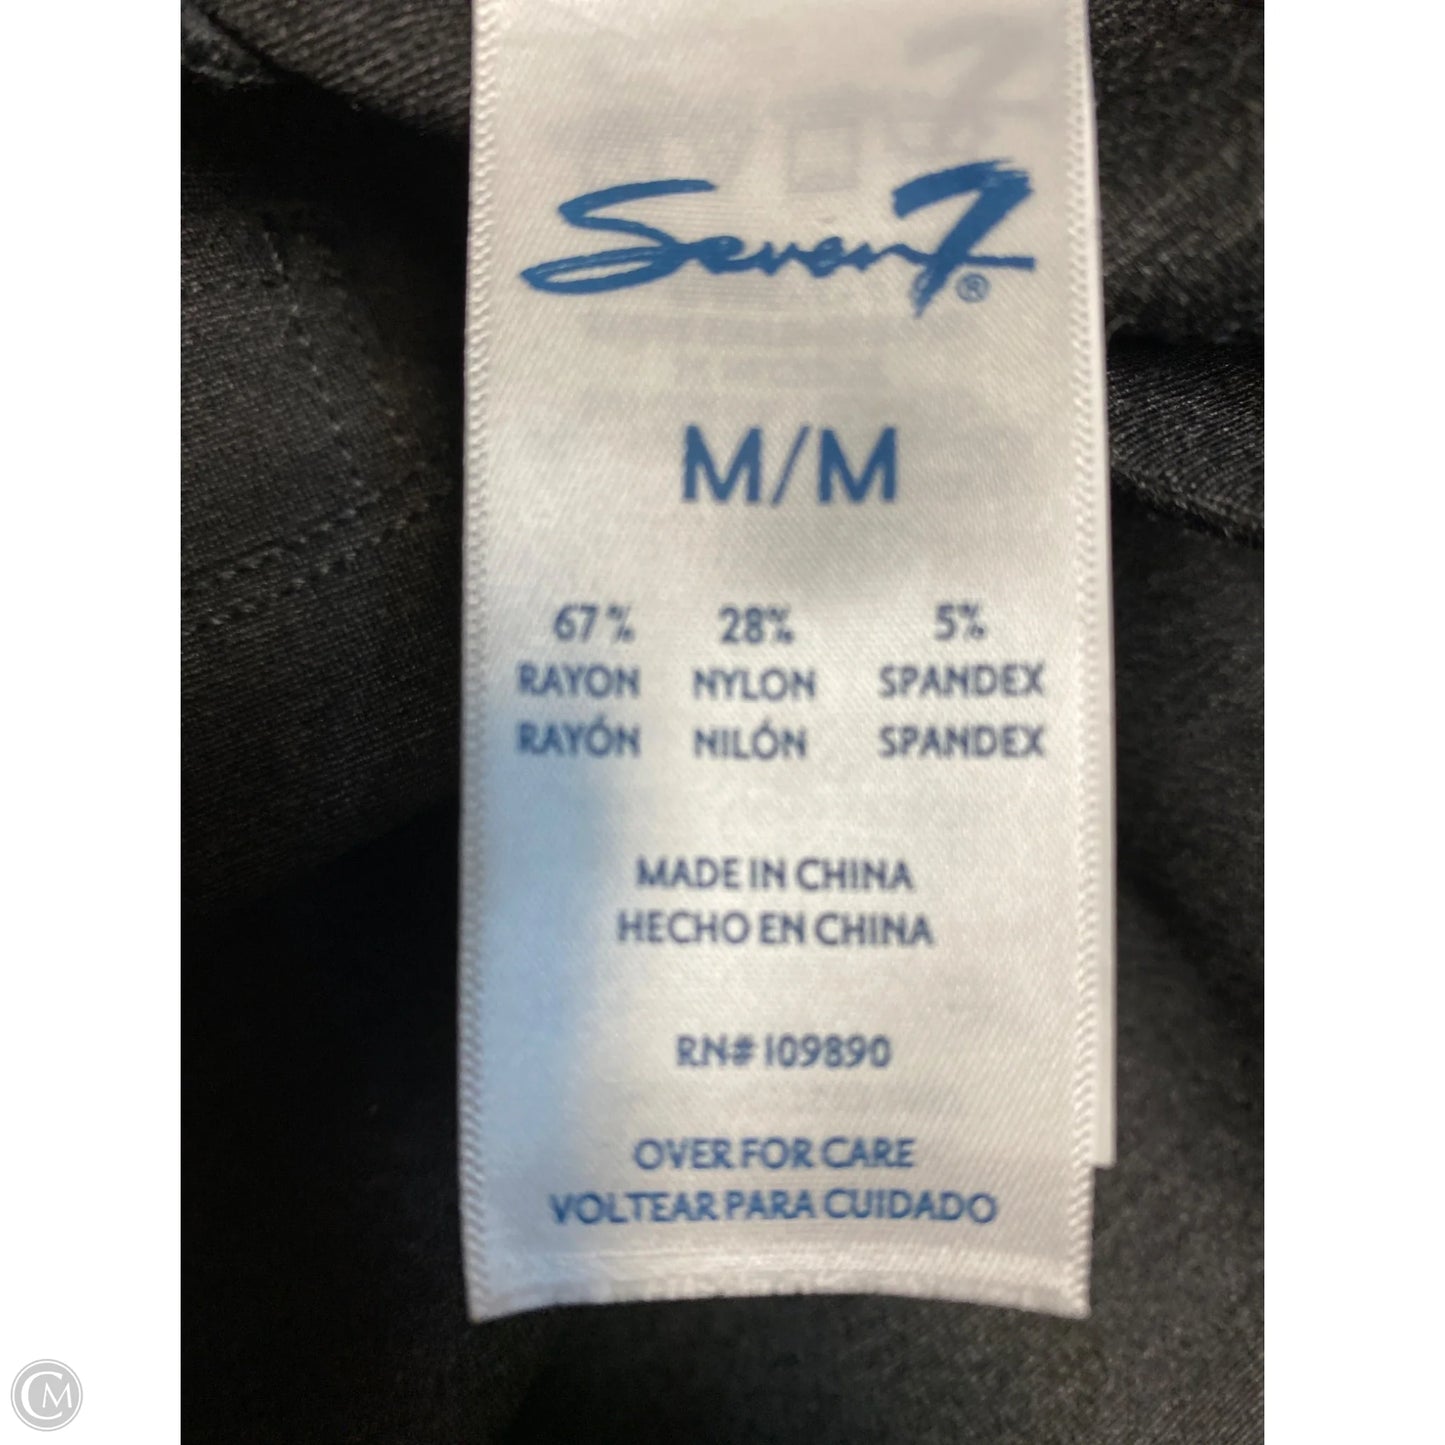 Seven7®
M/M
67% 28% 5%
RAYON NYLON SPANDEX
RAYÓN NILÓN SPANDEX
MADE IN CHINA
HECHO EN CHINA
RN# 109890
OVER FOR CARE
VOLTEAR PARA CUIDADO
CM